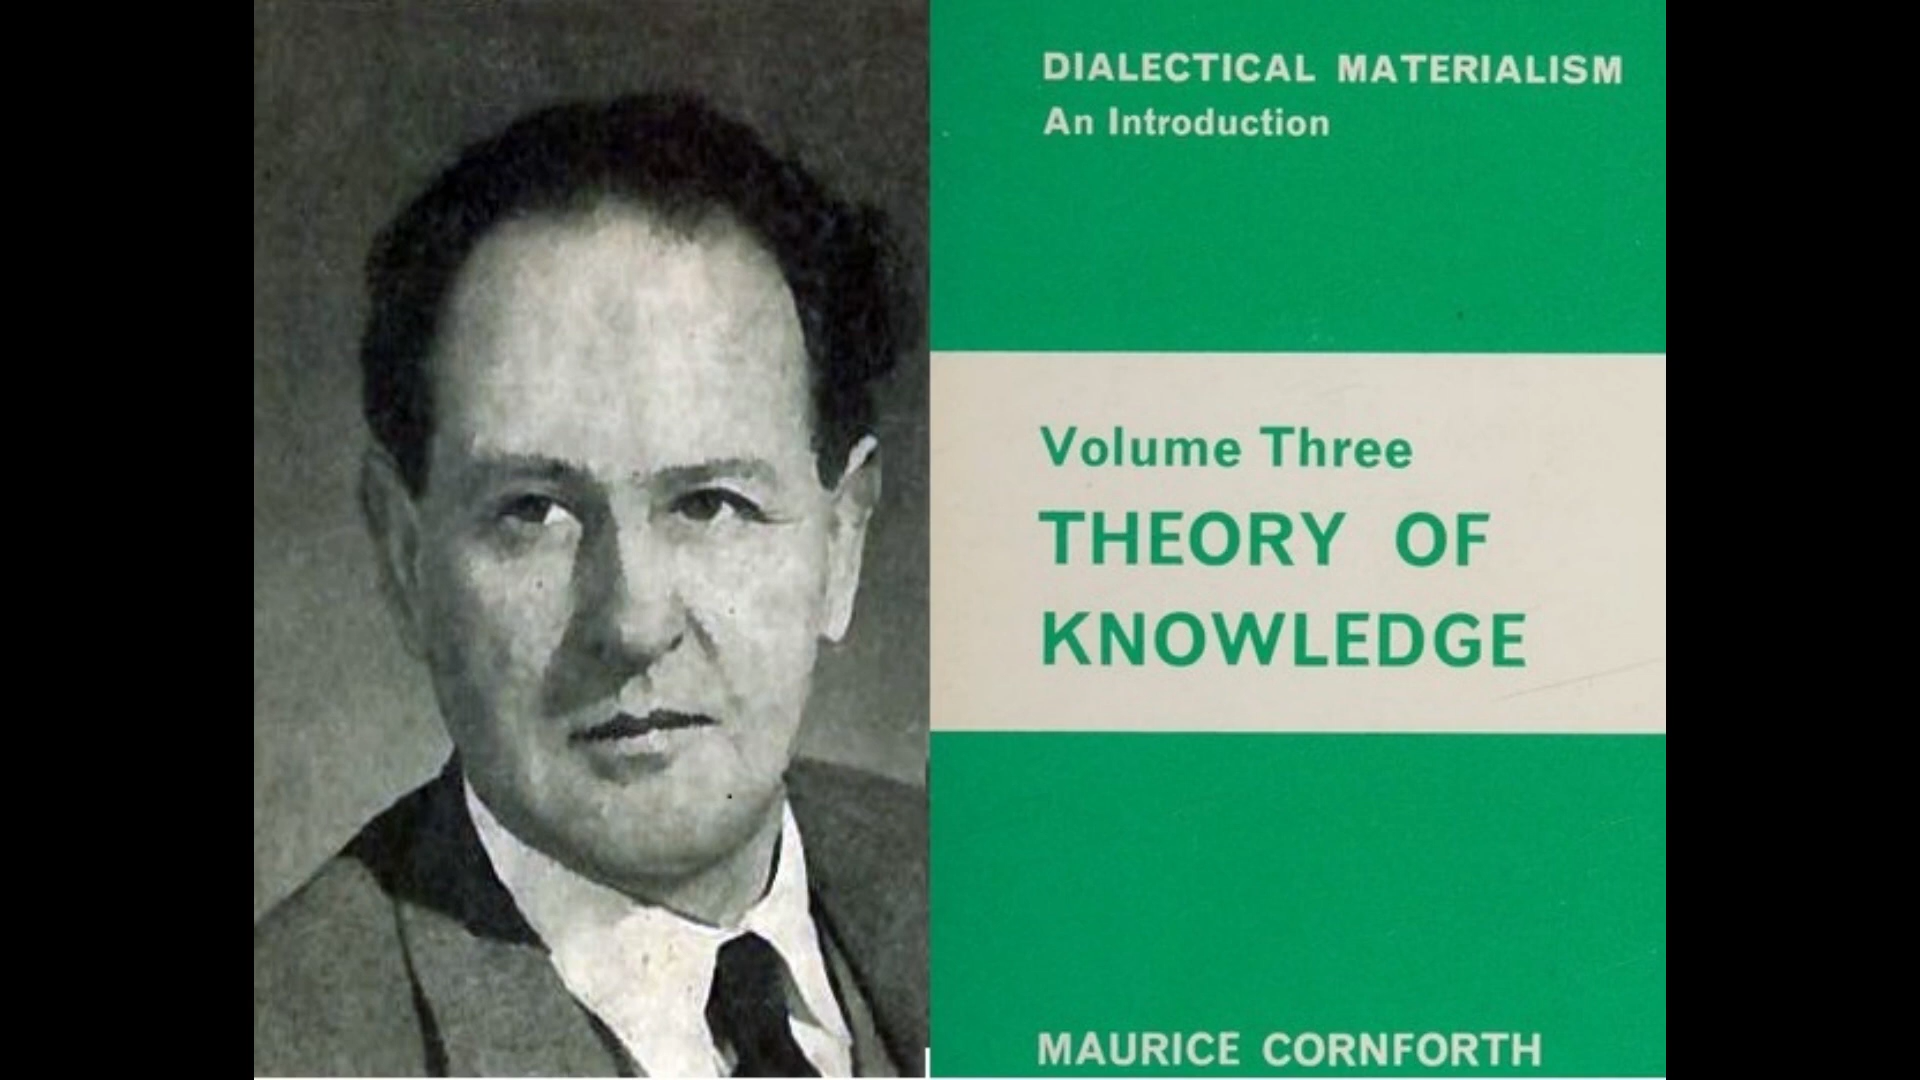 DIALECTICAL MATERIALISM
An Introduction
Volume Three
THEORY OF
KNOWLEDGE
MAURICE CORNFORTH